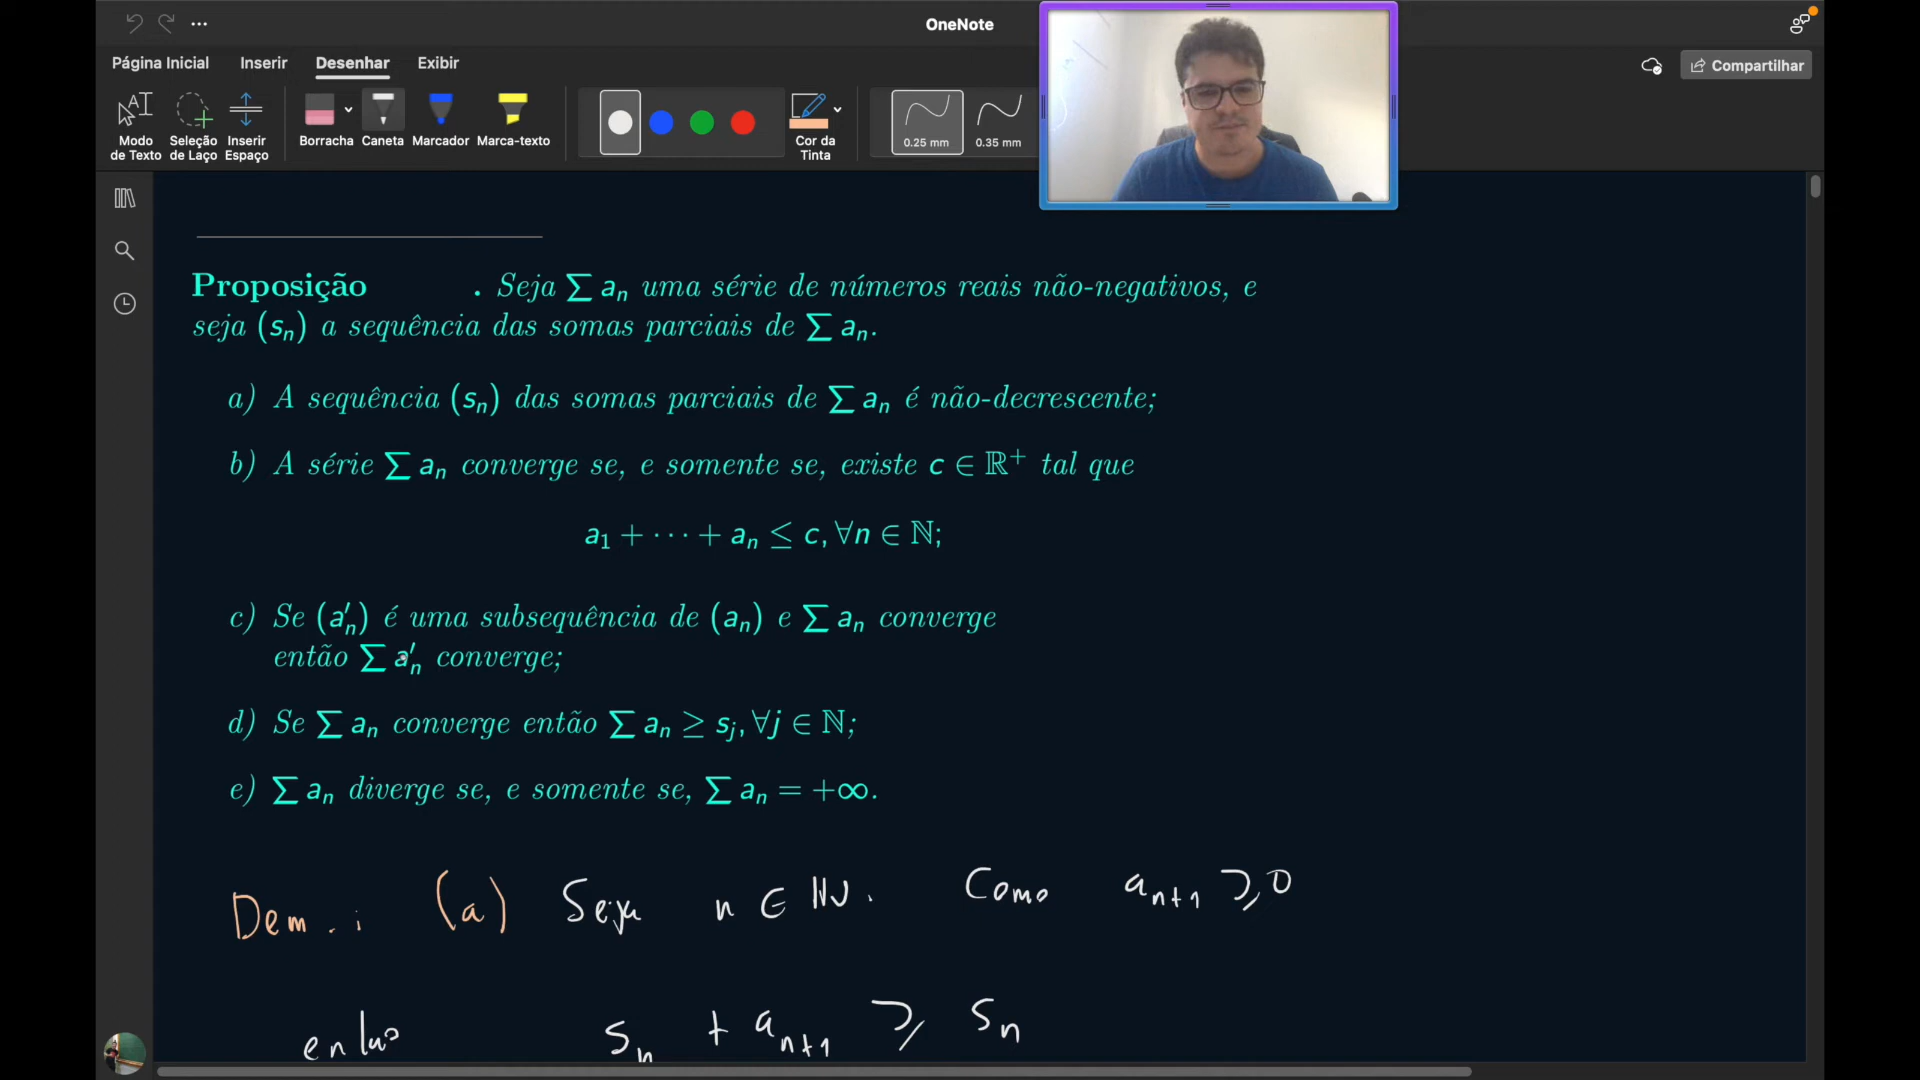 OneNote
Página Inicial Inserir Desenhar Exibir
Compartilhar
Modo de Texto
Seleção de Laço
Inserir Espaço
Borracha
Caneta
Marcador
Marca-texto
Cor da Tinta
0.25 mm
0.35 mm
Proposição . Seja ∑ aₙ uma série de números reais não-negativos, e
seja (sₙ) a sequência das somas parciais de ∑ aₙ.
a) A sequência (sₙ) das somas parciais de ∑ aₙ é não-decrescente;
b) A série ∑ aₙ converge se, e somente se, existe c ∈ ℝ⁺ tal que
a₁ + ⋯ + aₙ ≤ c, ∀n ∈ ℕ;
c) Se (a′ₙ) é uma subsequência de (aₙ) e ∑ aₙ converge
então ∑ a′ₙ converge;
d) Se ∑ aₙ converge então ∑ aₙ ≥ sⱼ, ∀j ∈ ℕ;
e) ∑ aₙ diverge se, e somente se, ∑ aₙ = +∞.
Dem.: (a) Seja n ∈ ℕ. Como aₙ₊₁ ⩾ 0
então sₙ + aₙ₊₁ ⩾ sₙ